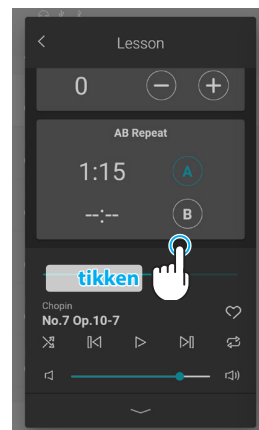 Lesson
0
AB Repeat
1:15 A
--:-- B
tikken
Chopin
No.7 Op.10-7